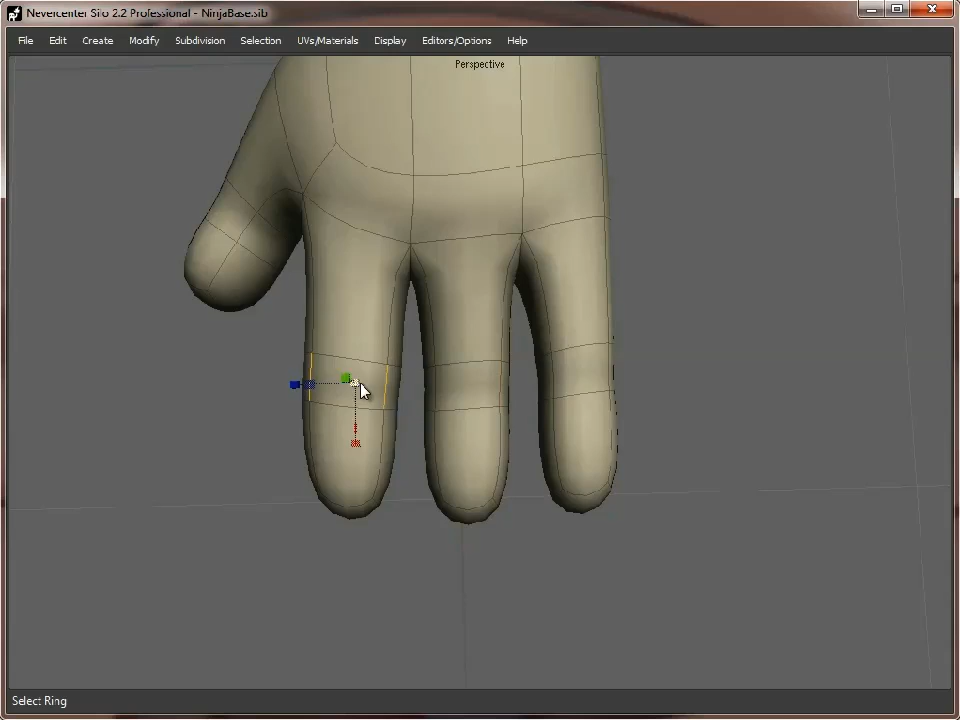 Nevercenter Silo 2.2 Professional - NinjaBase.sib
File Edit Create Modify Subdivision Selection UVs/Materials Display Editors/Options Help
Perspective
Select Ring